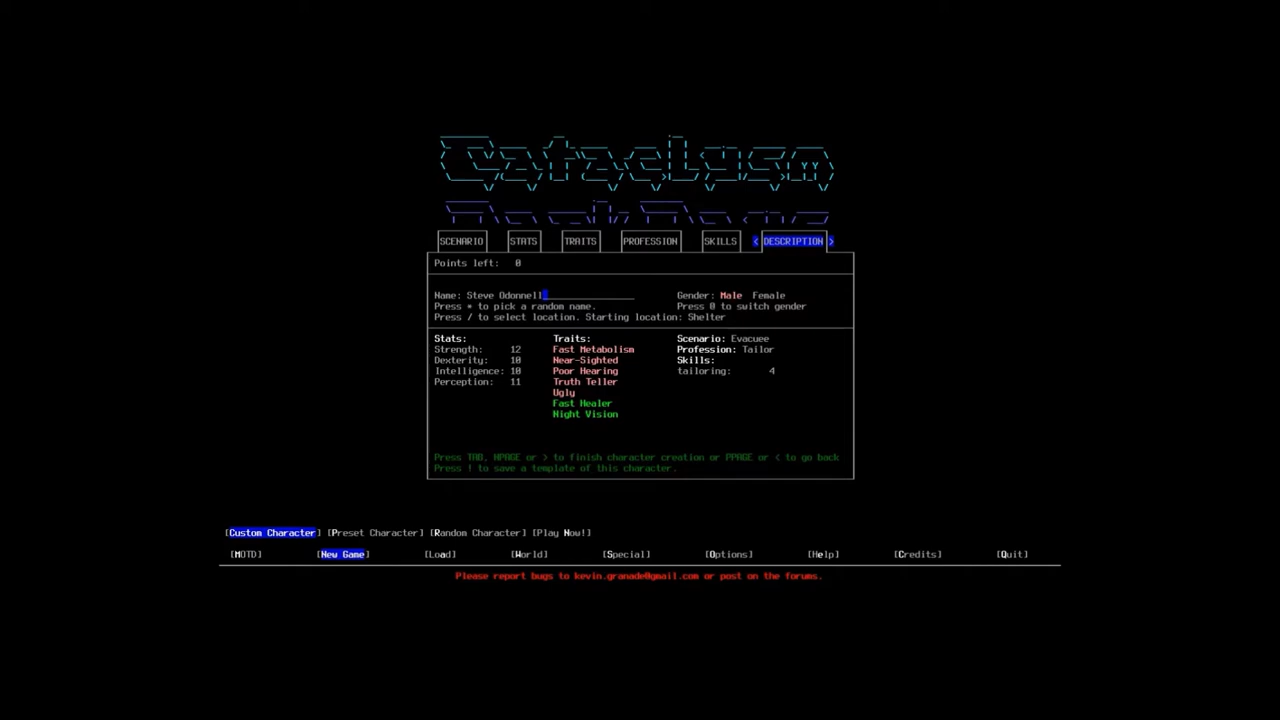 Cataclysm
SCENARIO STATS TRAITS PROFESSION SKILLS < DESCRIPTION >
Points left: 0
Name: Steve Odonnell_______________ Gender: Male Female
Press * to pick a random name. Press @ to switch gender
Press / to select location. Starting location: Shelter
Stats: Traits: Scenario: Evacuee
Strength: 12 Fast Metabolism Profession: Tailor
Dexterity: 10 Near-Sighted Skills:
Intelligence: 10 Poor Hearing tailoring: 4
Perception: 11 Truth Teller
Ugly
Fast Healer
Night Vision
Press TAB, NPAGE or > to finish character creation or PPAGE or < to go back
Press ! to save a template of this character.
[Custom Character] [Preset Character] [Random Character] [Play Now!]
[MOTD] [New Game] [Load] [World] [Special] [Options] [Help] [Credits] [Quit]
Please report bugs to kevin.granade@gmail.com or post on the forums.